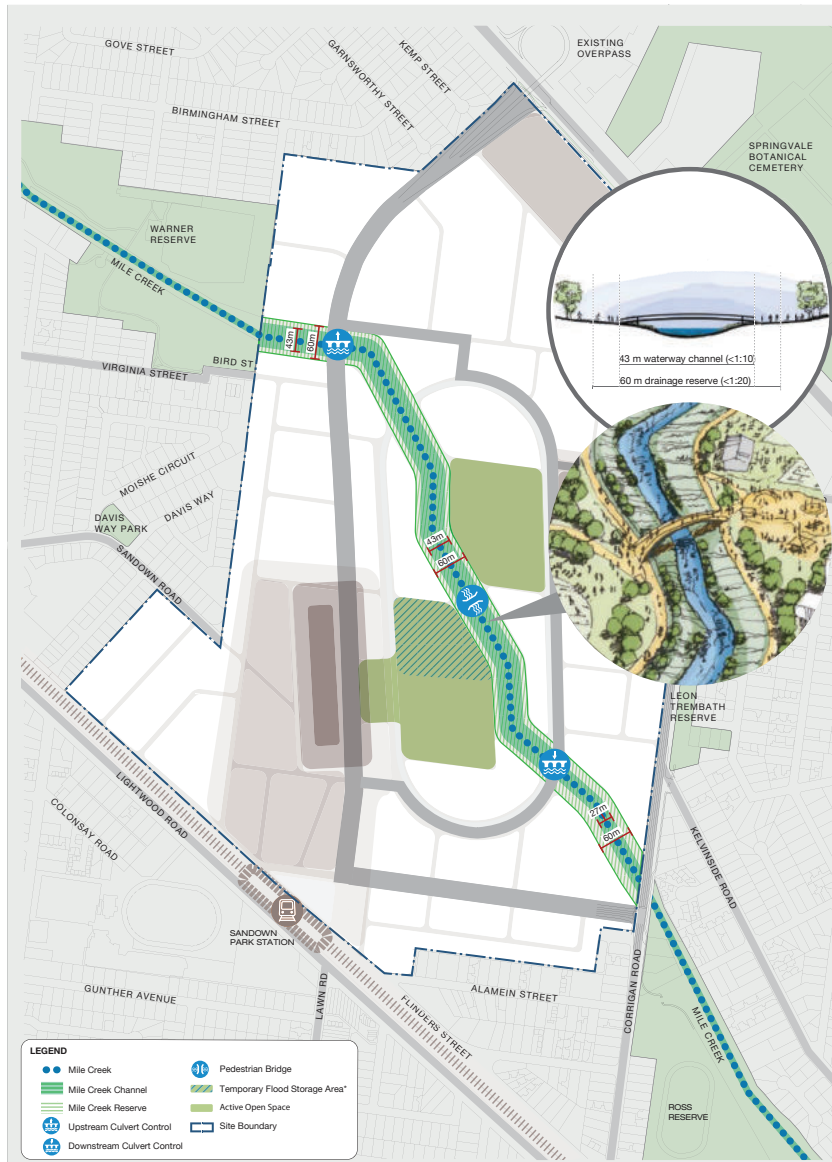 GOVE STREET
KEMP STREET
GARNSWORTHY STREET
EXISTING
OVERPASS
BIRMINGHAM STREET
SPRINGVALE
BOTANICAL
CEMETERY
WARNER
RESERVE
MILE CREEK
43m
60m
BIRD ST
VIRGINIA STREET
43 m waterway channel (<1:10)
60 m drainage reserve (<1:20)
MOISHE CIRCUIT
DAVIS WAY
DAVIS
WAY PARK
SANDOWN ROAD
43m
60m
LEON
TREMBATH
RESERVE
LIGHTWOOD ROAD
COLONSAY ROAD
27m
60m
KELVINSIDE ROAD
SANDOWN
PARK STATION
GUNTHER AVENUE
LAWN RD
FLINDERS STREET
ALAMEIN STREET
CORRIGAN ROAD
MILE CREEK
ROSS
RESERVE
LEGEND
Mile Creek
Mile Creek Channel
Mile Creek Reserve
Upstream Culvert Control
Downstream Culvert Control
Pedestrian Bridge
Temporary Flood Storage Area*
Active Open Space
Site Boundary